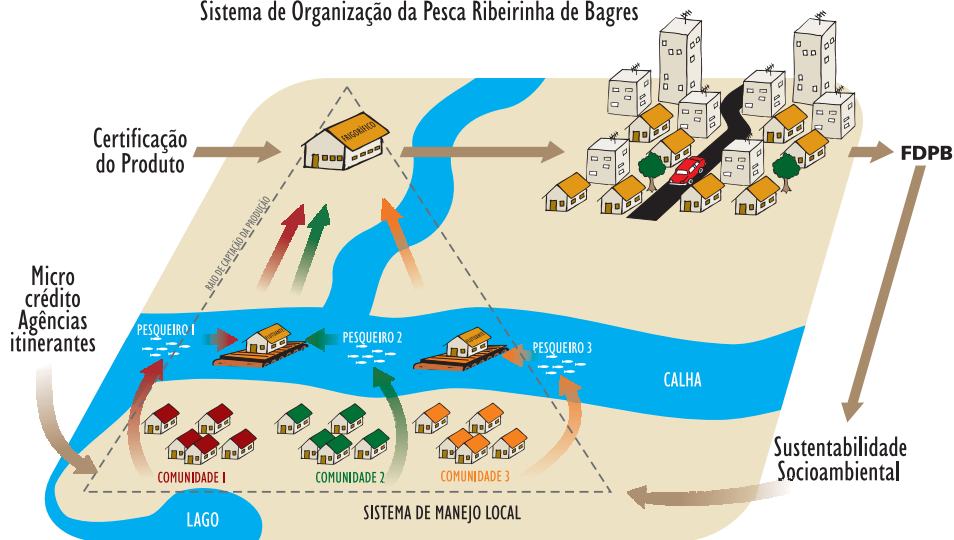 Sistema de Organização da Pesca Ribeirinha de Bagres
Certificação
do Produto
FRIGORIFICO
FDPB
RAIO DE CAPTAÇÃO DA PRODUÇÃO
Micro
crédito
Agências
itinerantes
PESQUEIRO 1
PESQUEIRO 2
PESQUEIRO 3
CALHA
COMUNIDADE 1
COMUNIDADE 2
COMUNIDADE 3
Sustentabilidade
Socioambiental
LAGO
SISTEMA DE MANEJO LOCAL